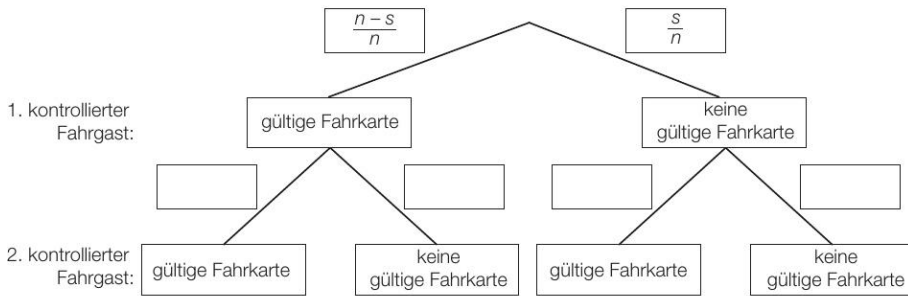 n – s
n
s
n
1. kontrollierter
Fahrgast:
gültige Fahrkarte
keine
gültige Fahrkarte
2. kontrollierter
Fahrgast:
gültige Fahrkarte
keine
gültige Fahrkarte
gültige Fahrkarte
keine
gültige Fahrkarte